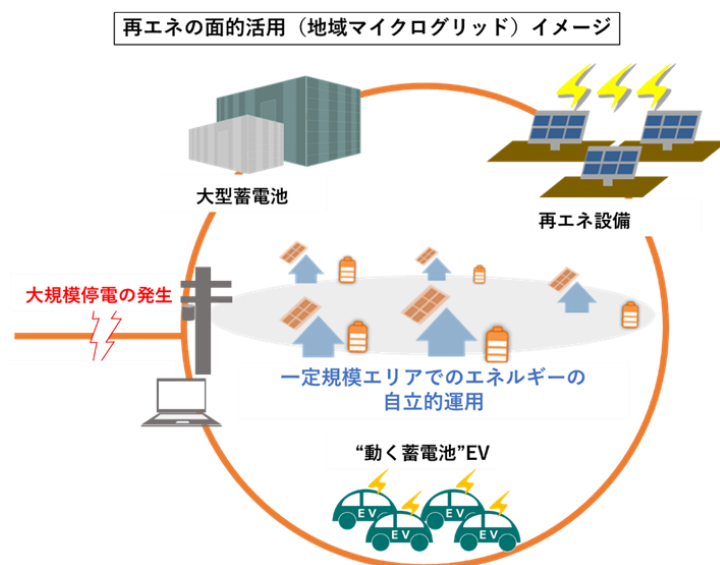 再エネの面的活用（地域マイクログリッド）イメージ
大型蓄電池
再エネ設備
大規模停電の発生
一定規模エリアでのエネルギーの
自立的運用
“動く蓄電池”EV
EV
EV
EV
EV